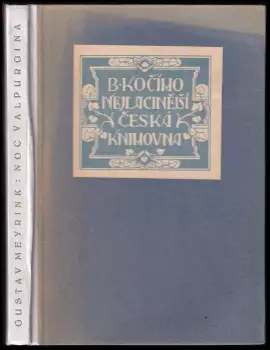 GUSTAV MEYRINK: NOC VALPURGINA
B. KOČÍHO
NEJLACINĚJŠÍ
ČESKÁ
KNIHOVNA